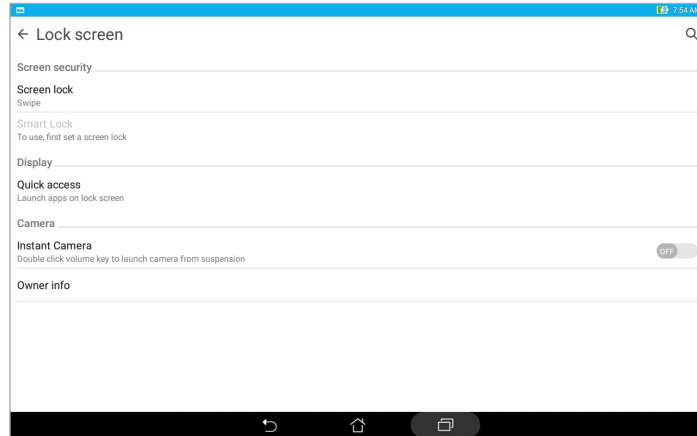 7:54 AM
Lock screen
Screen security
Screen lock
Swipe
Smart Lock
To use, first set a screen lock
Display
Quick access
Launch apps on lock screen
Camera
Instant Camera
Double click volume key to launch camera from suspension
OFF
Owner info